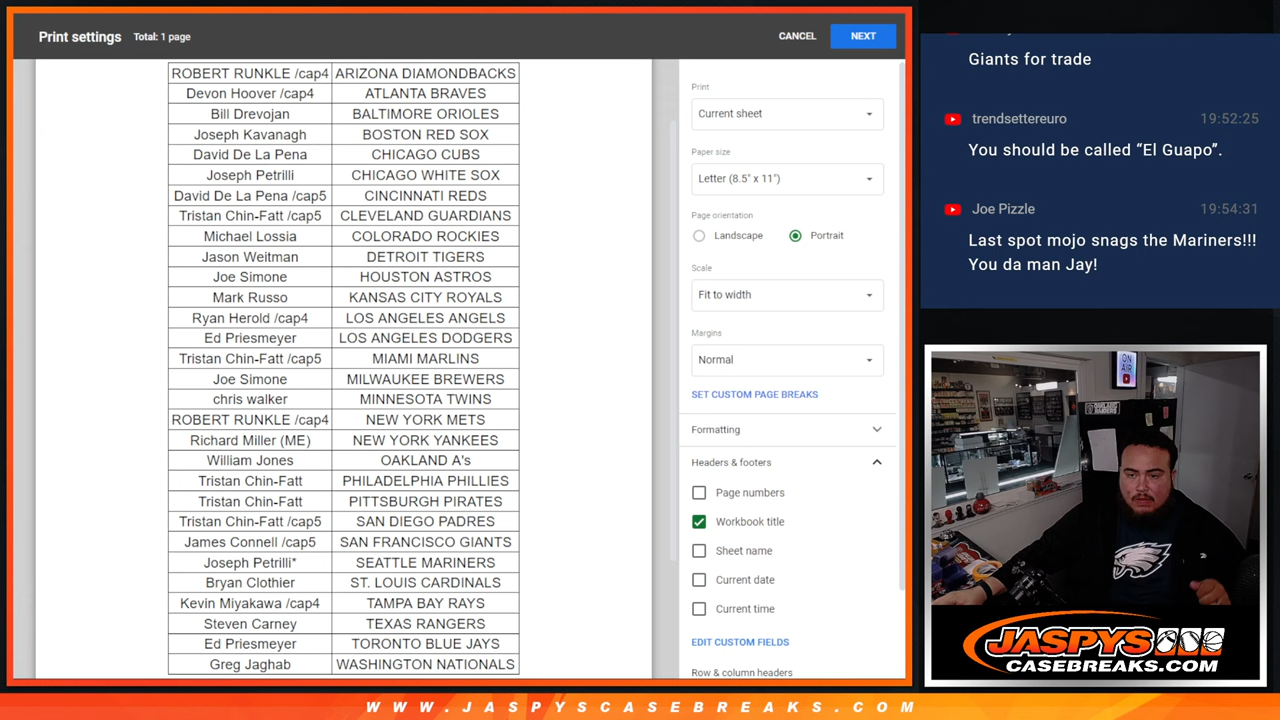 Print settings Total: 1 page
CANCEL
NEXT
ROBERT RUNKLE /cap4 ARIZONA DIAMONDBACKS
Devon Hoover /cap4 ATLANTA BRAVES
Bill Drevojan BALTIMORE ORIOLES
Joseph Kavanagh BOSTON RED SOX
David De La Pena CHICAGO CUBS
Joseph Petrilli CHICAGO WHITE SOX
David De La Pena /cap5 CINCINNATI REDS
Tristan Chin-Fatt /cap5 CLEVELAND GUARDIANS
Michael Lossia COLORADO ROCKIES
Jason Weitman DETROIT TIGERS
Joe Simone HOUSTON ASTROS
Mark Russo KANSAS CITY ROYALS
Ryan Herold /cap4 LOS ANGELES ANGELS
Ed Priesmeyer LOS ANGELES DODGERS
Tristan Chin-Fatt /cap5 MIAMI MARLINS
Joe Simone MILWAUKEE BREWERS
chris walker MINNESOTA TWINS
ROBERT RUNKLE /cap4 NEW YORK METS
Richard Miller (ME) NEW YORK YANKEES
William Jones OAKLAND A's
Tristan Chin-Fatt PHILADELPHIA PHILLIES
Tristan Chin-Fatt PITTSBURGH PIRATES
Tristan Chin-Fatt /cap5 SAN DIEGO PADRES
James Connell /cap5 SAN FRANCISCO GIANTS
Joseph Petrilli* SEATTLE MARINERS
Bryan Clothier ST. LOUIS CARDINALS
Kevin Miyakawa /cap4 TAMPA BAY RAYS
Steven Carney TEXAS RANGERS
Ed Priesmeyer TORONTO BLUE JAYS
Greg Jaghab WASHINGTON NATIONALS
Print
Current sheet
Paper size
Letter (8.5" x 11")
Page orientation
Landscape Portrait
Scale
Fit to width
Margins
Normal
SET CUSTOM PAGE BREAKS
Formatting
Headers & footers
Page numbers
Workbook title
Sheet name
Current date
Current time
EDIT CUSTOM FIELDS
Row & column headers
Giants for trade
trendsettereuro 19:52:25
You should be called “El Guapo”.
Joe Pizzle 19:54:31
Last spot mojo snags the Mariners!!!
You da man Jay!
ON
AIR
EAGLES
JASPYS
CASEBREAKS.COM
WWW.JASPYSCASEBREAKS.COM